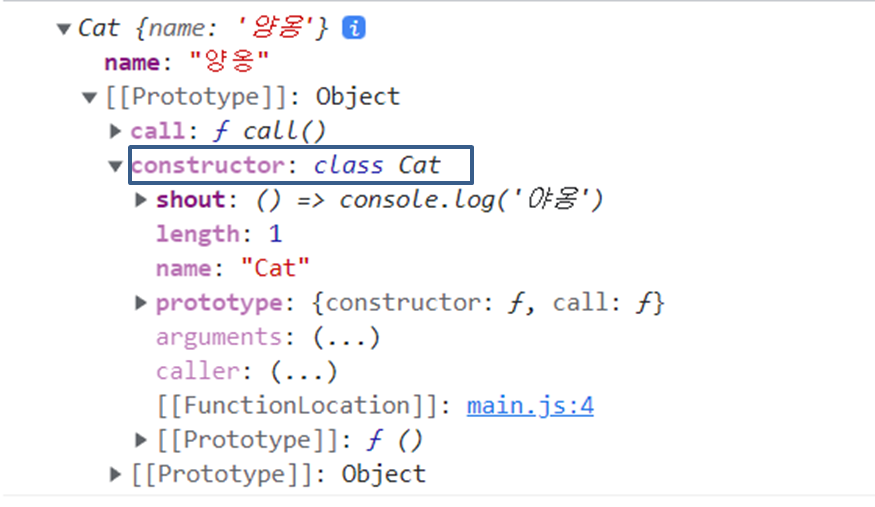 ▼ Cat {name: '양옹'} i
name: "양옹"
▼ [[Prototype]]: Object
▶ call: ƒ call()
▼ constructor: class Cat
▶ shout: () => console.log('야옹')
length: 1
name: "Cat"
▶ prototype: {constructor: ƒ, call: ƒ}
arguments: (...)
caller: (...)
[[FunctionLocation]]: main.js:4
▶ [[Prototype]]: ƒ ()
▶ [[Prototype]]: Object